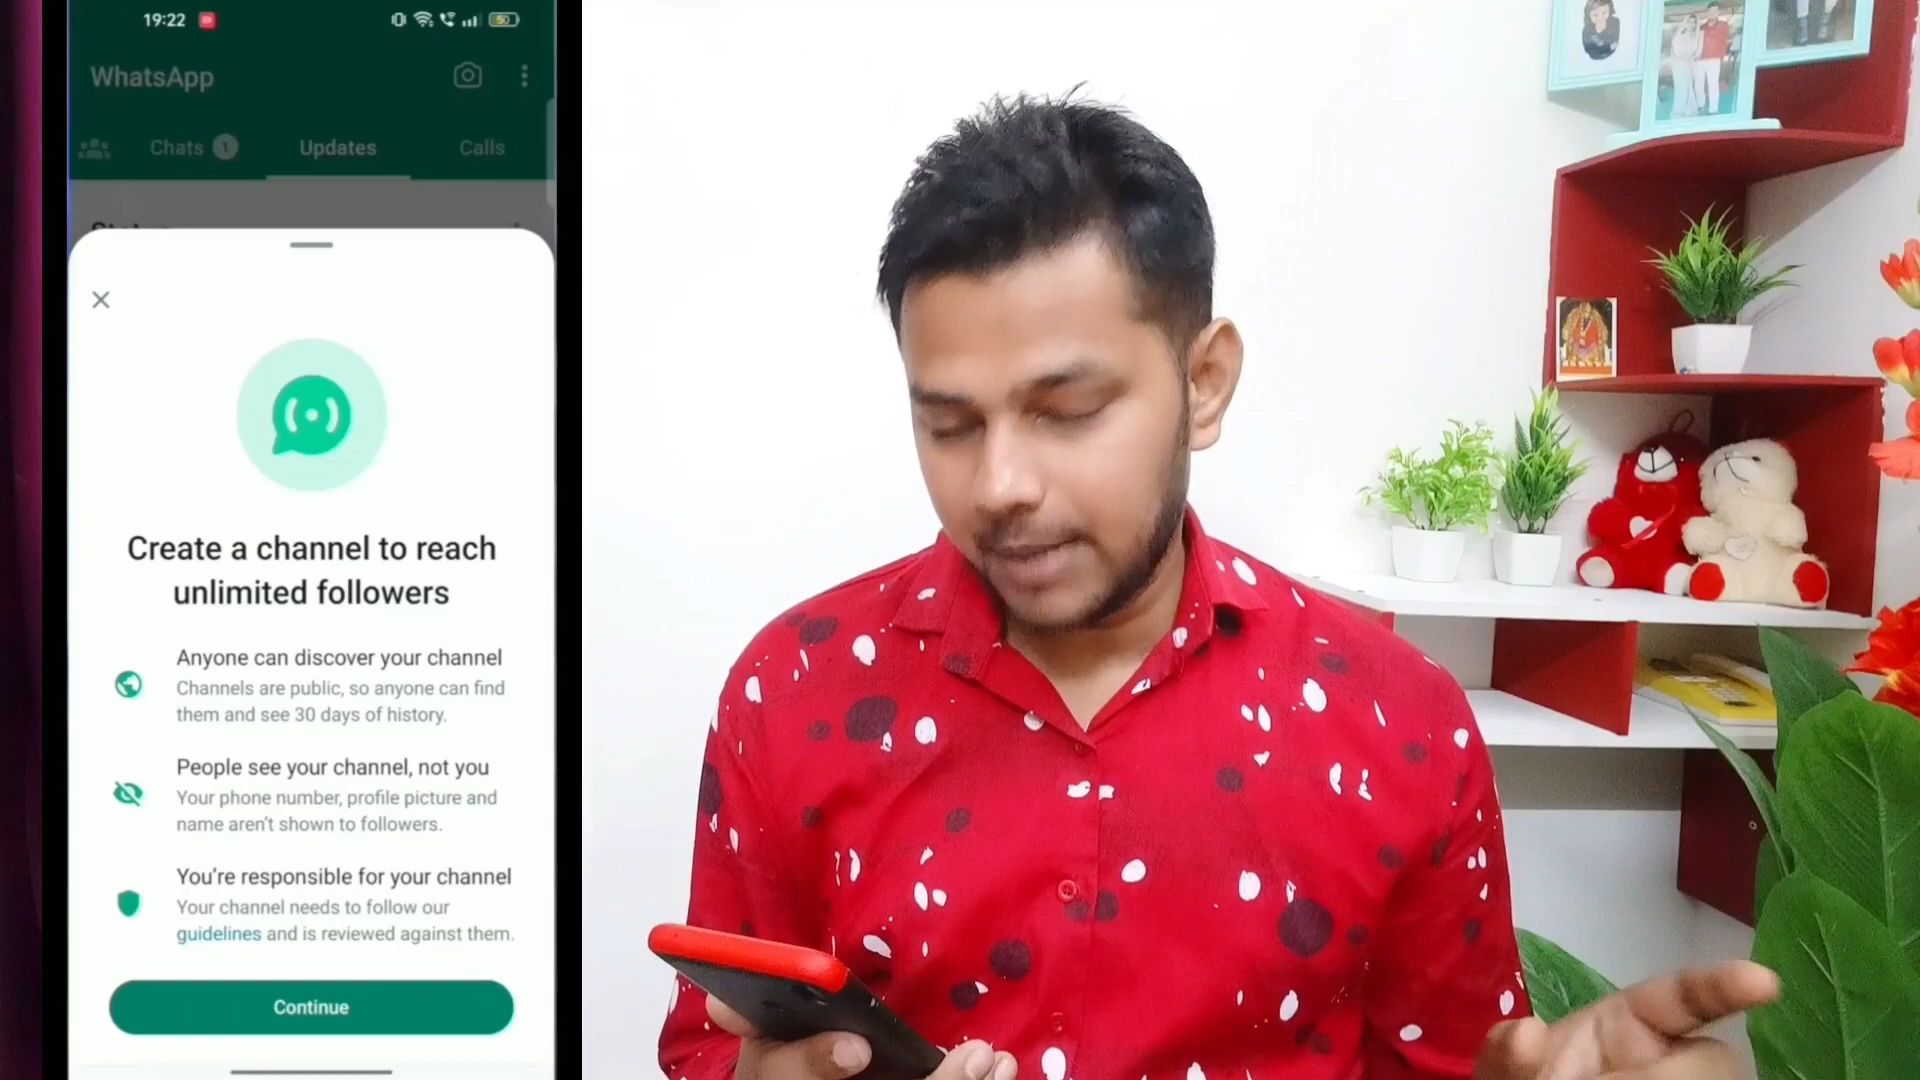 19:22
50
WhatsApp
Chats 1
Updates
Calls
Create a channel to reach
unlimited followers
Anyone can discover your channel
Channels are public, so anyone can find
them and see 30 days of history.
People see your channel, not you
Your phone number, profile picture and
name aren't shown to followers.
You're responsible for your channel
Your channel needs to follow our
guidelines and is reviewed against them.
Continue